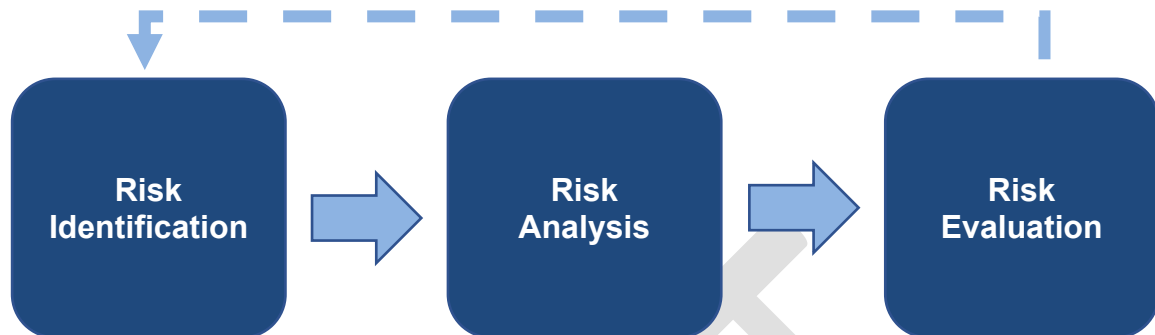 Risk
Identification
Risk
Analysis
Risk
Evaluation